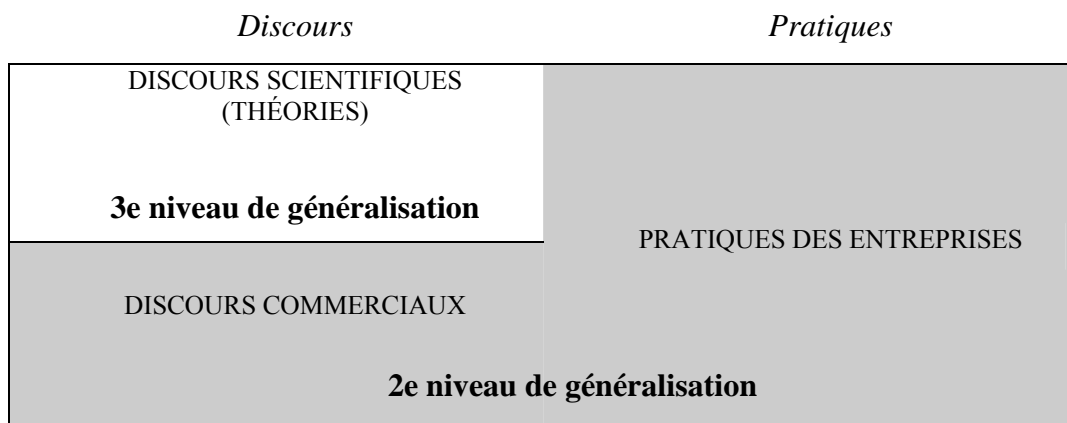 Discours
Pratiques
DISCOURS SCIENTIFIQUES
(THÉORIES)
3e niveau de généralisation
PRATIQUES DES ENTREPRISES
DISCOURS COMMERCIAUX
2e niveau de généralisation